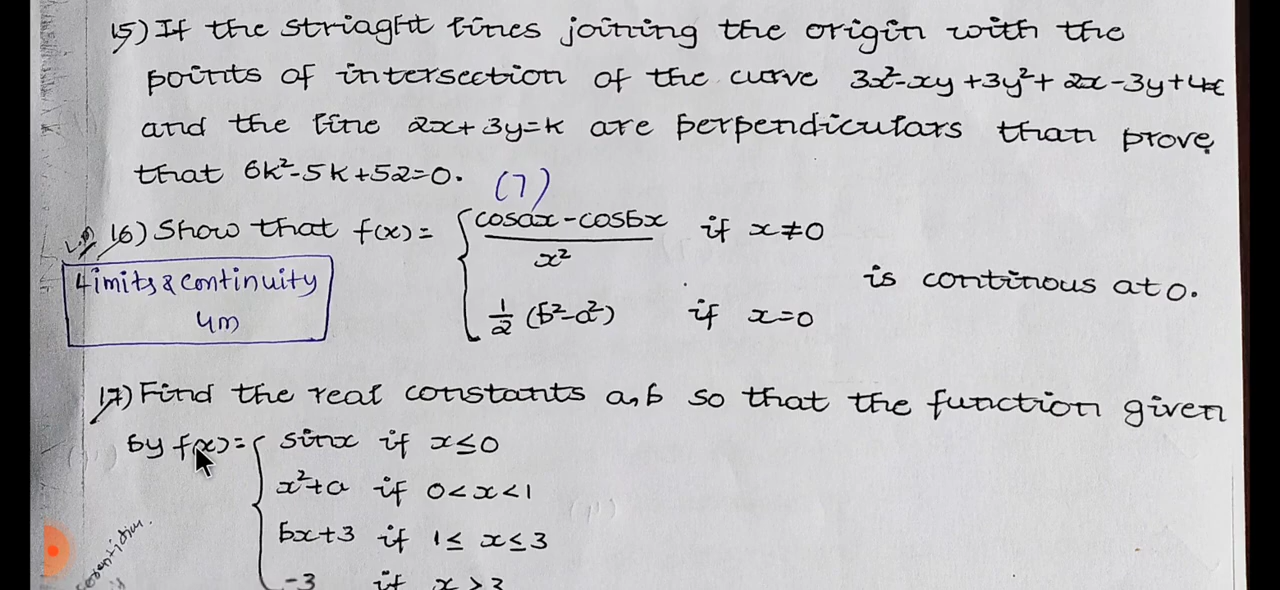 15) If the striaght lines joining the origin with the
points of intersection of the curve 3x²-xy+3y²+2x-3y+4
and the line 2x+3y=k are perpendiculars than prove
that 6k²-5k+52=0. (7)
16) Show that f(x)= { cosax-cosbx / x² if x≠0
is continous at 0.
Limits & continuity
4m
1/2 (b²-a²) if x=0
17) Find the real constants a,b so that the function given
by f(x)= { sinx if x≤0
x²+a if 0<x<1
bx+3 if 1≤ x≤3
-3 if x>3